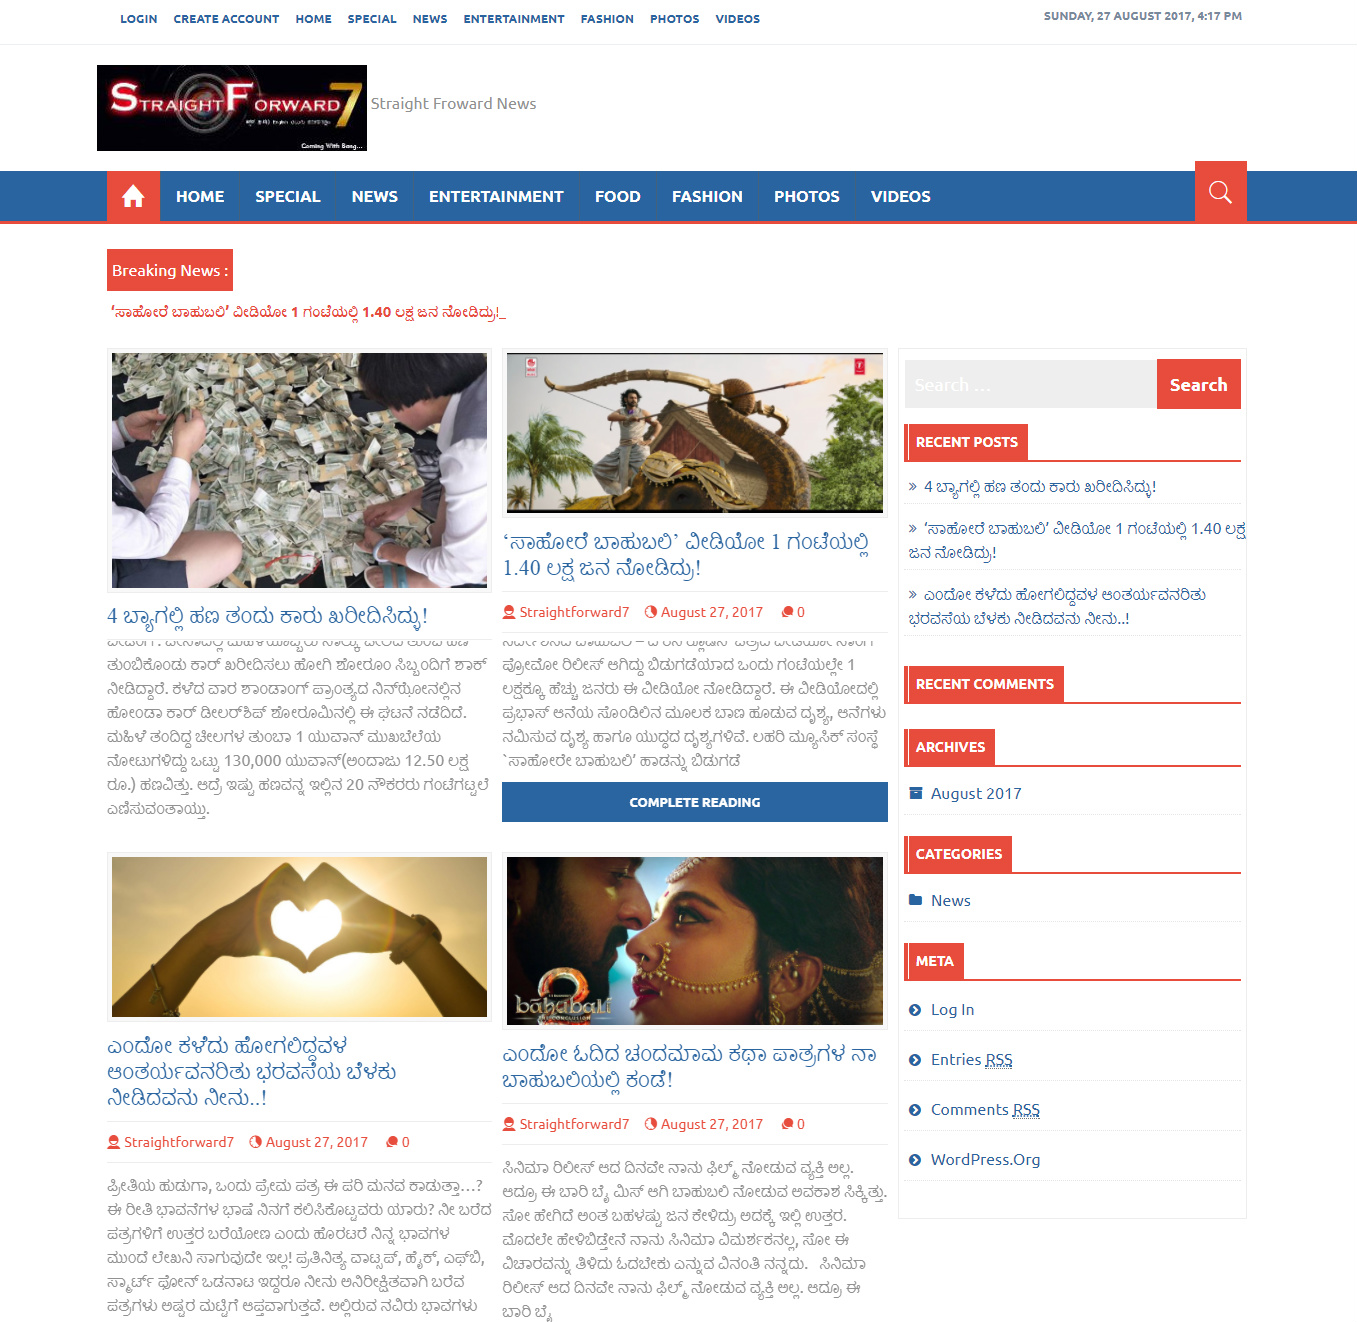 LOGIN CREATE ACCOUNT HOME SPECIAL NEWS ENTERTAINMENT FASHION PHOTOS VIDEOS
SUNDAY, 27 AUGUST 2017, 4:17 PM
STRAIGHTFORWARD7
Coming With Bang...
Straight Froward News
HOME SPECIAL NEWS ENTERTAINMENT FOOD FASHION PHOTOS VIDEOS
Breaking News :
‘ಸಾಹೋರೆ ಬಾಹುಬಲಿ’ ವೀಡಿಯೋ 1 ಗಂಟೆಯಲ್ಲಿ 1.40 ಲಕ್ಷ ಜನ ನೋಡಿದ್ರು!_
4 ಬ್ಯಾಗಲ್ಲಿ ಹಣ ತಂದು ಕಾರು ಖರೀದಿಸಿದ್ಳು!
ತುಂಬಿಕೊಂಡು ಕಾರ್ ಖರೀದಿಸಲು ಹೋಗಿ ಶೋರೂಂ ಸಿಬ್ಬಂದಿಗೆ ಶಾಕ್
ನೀಡಿದ್ದಾರೆ. ಕಳೆದ ವಾರ ಶಾಂಡಾಂಗ್ ಪ್ರಾಂತ್ಯದ ನಿನ್‍ಝೋನಲ್ಲಿನ
ಹೋಂಡಾ ಕಾರ್ ಡೀಲರ್‍ಶಿಪ್ ಶೋರೂಮಿನಲ್ಲಿ ಈ ಘಟನೆ ನಡೆದಿದೆ.
ಮಹಿಳೆ ತಂದಿದ್ದ ಚೀಲಗಳ ತುಂಬಾ 1 ಯುವಾನ್ ಮುಖಬೆಲೆಯ
ನೋಟುಗಳಿದ್ದು ಒಟ್ಟು 130,000 ಯುವಾನ್(ಅಂದಾಜು 12.50 ಲಕ್ಷ
ರೂ.) ಹಣವಿತ್ತು. ಆದ್ರೆ ಇಷ್ಟು ಹಣವನ್ನ ಇಲ್ಲಿನ 20 ನೌಕರರು ಗಂಟೆಗಟ್ಟಲೆ
ಎಣಿಸುವಂತಾಯ್ತು.
‘ಸಾಹೋರೆ ಬಾಹುಬಲಿ’ ವೀಡಿಯೋ 1 ಗಂಟೆಯಲ್ಲಿ
1.40 ಲಕ್ಷ ಜನ ನೋಡಿದ್ರು!
Straightforward7 August 27, 2017 0
ಪ್ರೋಮೋ ರಿಲೀಸ್ ಆಗಿದ್ದು ಬಿಡುಗಡೆಯಾದ ಒಂದು ಗಂಟೆಯಲ್ಲೇ 1
ಲಕ್ಷಕ್ಕೂ ಹೆಚ್ಚು ಜನರು ಈ ವೀಡಿಯೋ ನೋಡಿದ್ದಾರೆ. ಈ ವೀಡಿಯೋದಲ್ಲಿ
ಪ್ರಭಾಸ್ ಆನೆಯ ಸೊಂಡಿಲಿನ ಮೂಲಕ ಬಾಣ ಹೂಡುವ ದೃಶ್ಯ, ಆನೆಗಳು
ನಮಿಸುವ ದೃಶ್ಯ ಹಾಗೂ ಯುದ್ಧದ ದೃಶ್ಯಗಳಿವೆ. ಲಹರಿ ಮ್ಯೂಸಿಕ್ ಸಂಸ್ಥೆ
`ಸಾಹೋರೇ ಬಾಹುಬಲಿ’ ಹಾಡನ್ನು ಬಿಡುಗಡೆ
COMPLETE READING
ಎಂದೋ ಕಳೆದು ಹೋಗಲಿದ್ದವಳ
ಆಂತರ್ಯವನರಿತು ಭರವಸೆಯ ಬೆಳಕು
ನೀಡಿದವನು ನೀನು..!
Straightforward7 August 27, 2017 0
ಪ್ರೀತಿಯ ಹುಡುಗಾ, ಒಂದು ಪ್ರೇಮ ಪತ್ರ ಈ ಪರಿ ಮನವ ಕಾಡುತ್ತಾ…?
ಈ ರೀತಿ ಭಾವನೆಗಳ ಭಾಷೆ ನಿನಗೆ ಕಲಿಸಿಕೊಟ್ಟವರು ಯಾರು? ನೀ ಬರೆದ
ಪತ್ರಗಳಿಗೆ ಉತ್ತರ ಬರೆಯೋಣ ಎಂದು ಹೊರಟರೆ ನಿನ್ನ ಭಾವಗಳ
ಮುಂದೆ ಲೇಖನಿ ಸಾಗುವುದೇ ಇಲ್ಲ! ಪ್ರತಿನಿತ್ಯ ವಾಟ್ಸಪ್, ಹೈಕ್, ಎಫ್‍ಬಿ,
ಸ್ಮಾರ್ಟ್ ಫೋನ್ ಒಡನಾಟ ಇದ್ದರೂ ನೀನು ಅನಿರೀಕ್ಷಿತವಾಗಿ ಬರೆವ
ಪತ್ರಗಳು ಅಷ್ಟರ ಮಟ್ಟಿಗೆ ಆಪ್ತವಾಗುತ್ತವೆ. ಅಲ್ಲಿರುವ ನವಿರು ಭಾವಗಳು
bahubali 2
THE CONCLUSION
ಎಂದೋ ಓದಿದ ಚಂದಮಾಮ ಕಥಾ ಪಾತ್ರಗಳ ನಾ
ಬಾಹುಬಲಿಯಲ್ಲಿ ಕಂಡೆ!
Straightforward7 August 27, 2017 0
ಸಿನಿಮಾ ರಿಲೀಸ್ ಆದ ದಿನವೇ ನಾನು ಫಿಲ್ಮ್ ನೋಡುವ ವ್ಯಕ್ತಿ ಅಲ್ಲ.
ಆದ್ರೂ ಈ ಬಾರಿ ಬೈ ಮಿಸ್ ಆಗಿ ಬಾಹುಬಲಿ ನೋಡುವ ಅವಕಾಶ ಸಿಕ್ಕಿತ್ತು.
ಸೋ ಹೇಗಿದೆ ಅಂತ ಬಹಳಷ್ಟು ಜನ ಕೇಳಿದ್ರು ಅದಕ್ಕೆ ಇಲ್ಲಿ ಉತ್ತರ.
ಮೊದಲೇ ಹೇಳಿಬಿಡ್ತೇನೆ ನಾನು ಸಿನಿಮಾ ವಿಮರ್ಶಕನಲ್ಲ, ಸೋ ಈ
ವಿಚಾರವನ್ನು ತಿಳಿದು ಓದಬೇಕು ಎನ್ನುವ ವಿನಂತಿ ನನ್ನದು. ಸಿನಿಮಾ
ರಿಲೀಸ್ ಆದ ದಿನವೇ ನಾನು ಫಿಲ್ಮ್ ನೋಡುವ ವ್ಯಕ್ತಿ ಅಲ್ಲ. ಆದ್ರೂ ಈ
ಬಾರಿ ಬೈ
Search …
Search
RECENT POSTS
4 ಬ್ಯಾಗಲ್ಲಿ ಹಣ ತಂದು ಕಾರು ಖರೀದಿಸಿದ್ಳು!
‘ಸಾಹೋರೆ ಬಾಹುಬಲಿ’ ವೀಡಿಯೋ 1 ಗಂಟೆಯಲ್ಲಿ 1.40 ಲಕ್ಷ
ಜನ ನೋಡಿದ್ರು!
ಎಂದೋ ಕಳೆದು ಹೋಗಲಿದ್ದವಳ ಆಂತರ್ಯವನರಿತು
ಭರವಸೆಯ ಬೆಳಕು ನೀಡಿದವನು ನೀನು..!
RECENT COMMENTS
ARCHIVES
August 2017
CATEGORIES
News
META
Log In
Entries RSS
Comments RSS
WordPress.Org